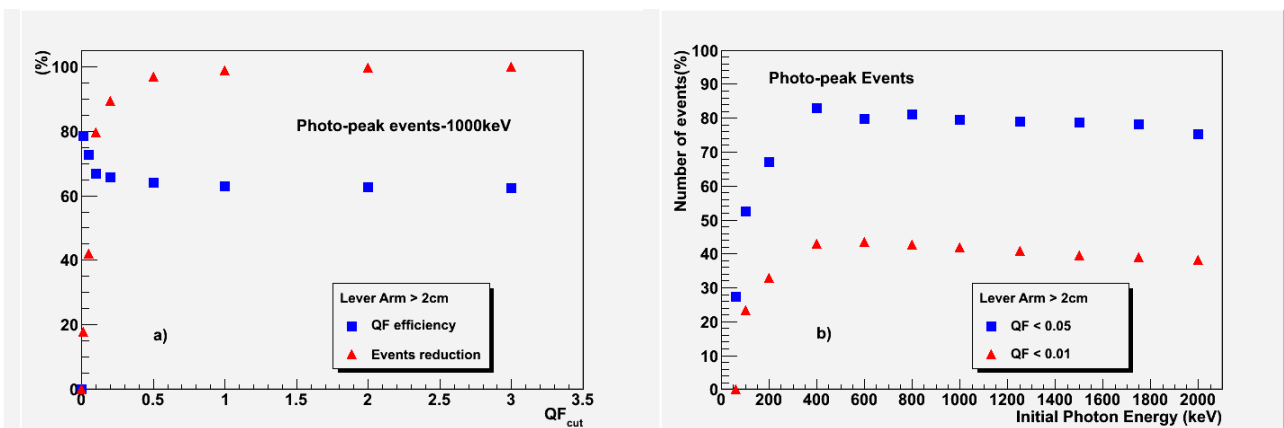 (%)
100
80
60
40
20
0
Photo-peak events-1000keV
Lever Arm > 2cm
QF efficiency
Events reduction
a)
0 0.5 1 1.5 2 2.5 3 3.5
QFcut
Number of events(%)
100
90
80
70
60
50
40
30
20
10
0
Photo-peak Events
Lever Arm > 2cm
QF < 0.05
QF < 0.01
b)
0 200 400 600 800 1000 1200 1400 1600 1800 2000
Initial Photon Energy (keV)